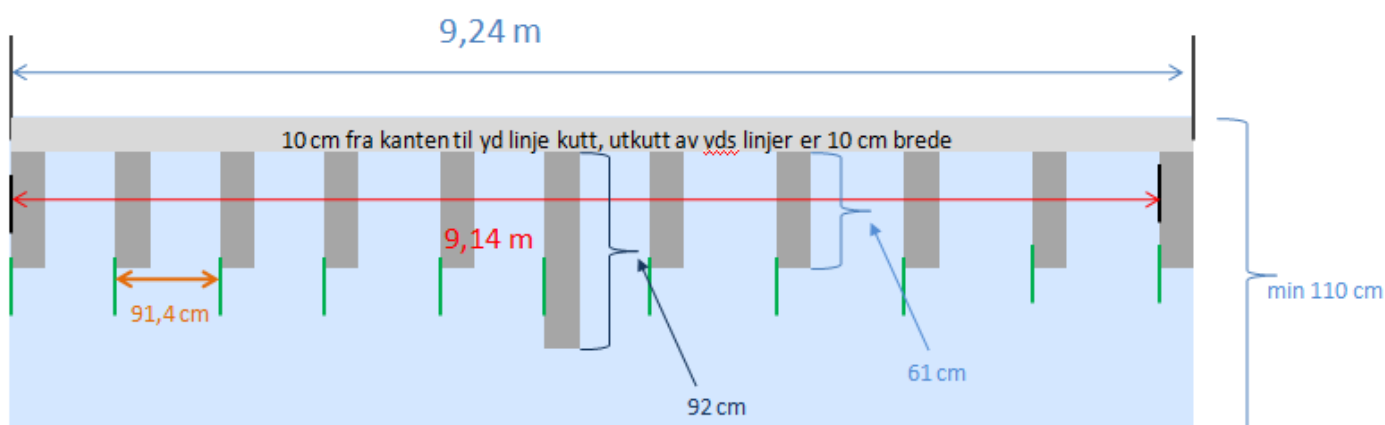 9,24 m
10 cm fra kanten til yd linje kutt, utkutt av yds linjer er 10 cm brede
9,14 m
91,4 cm
min 110 cm
61 cm
92 cm